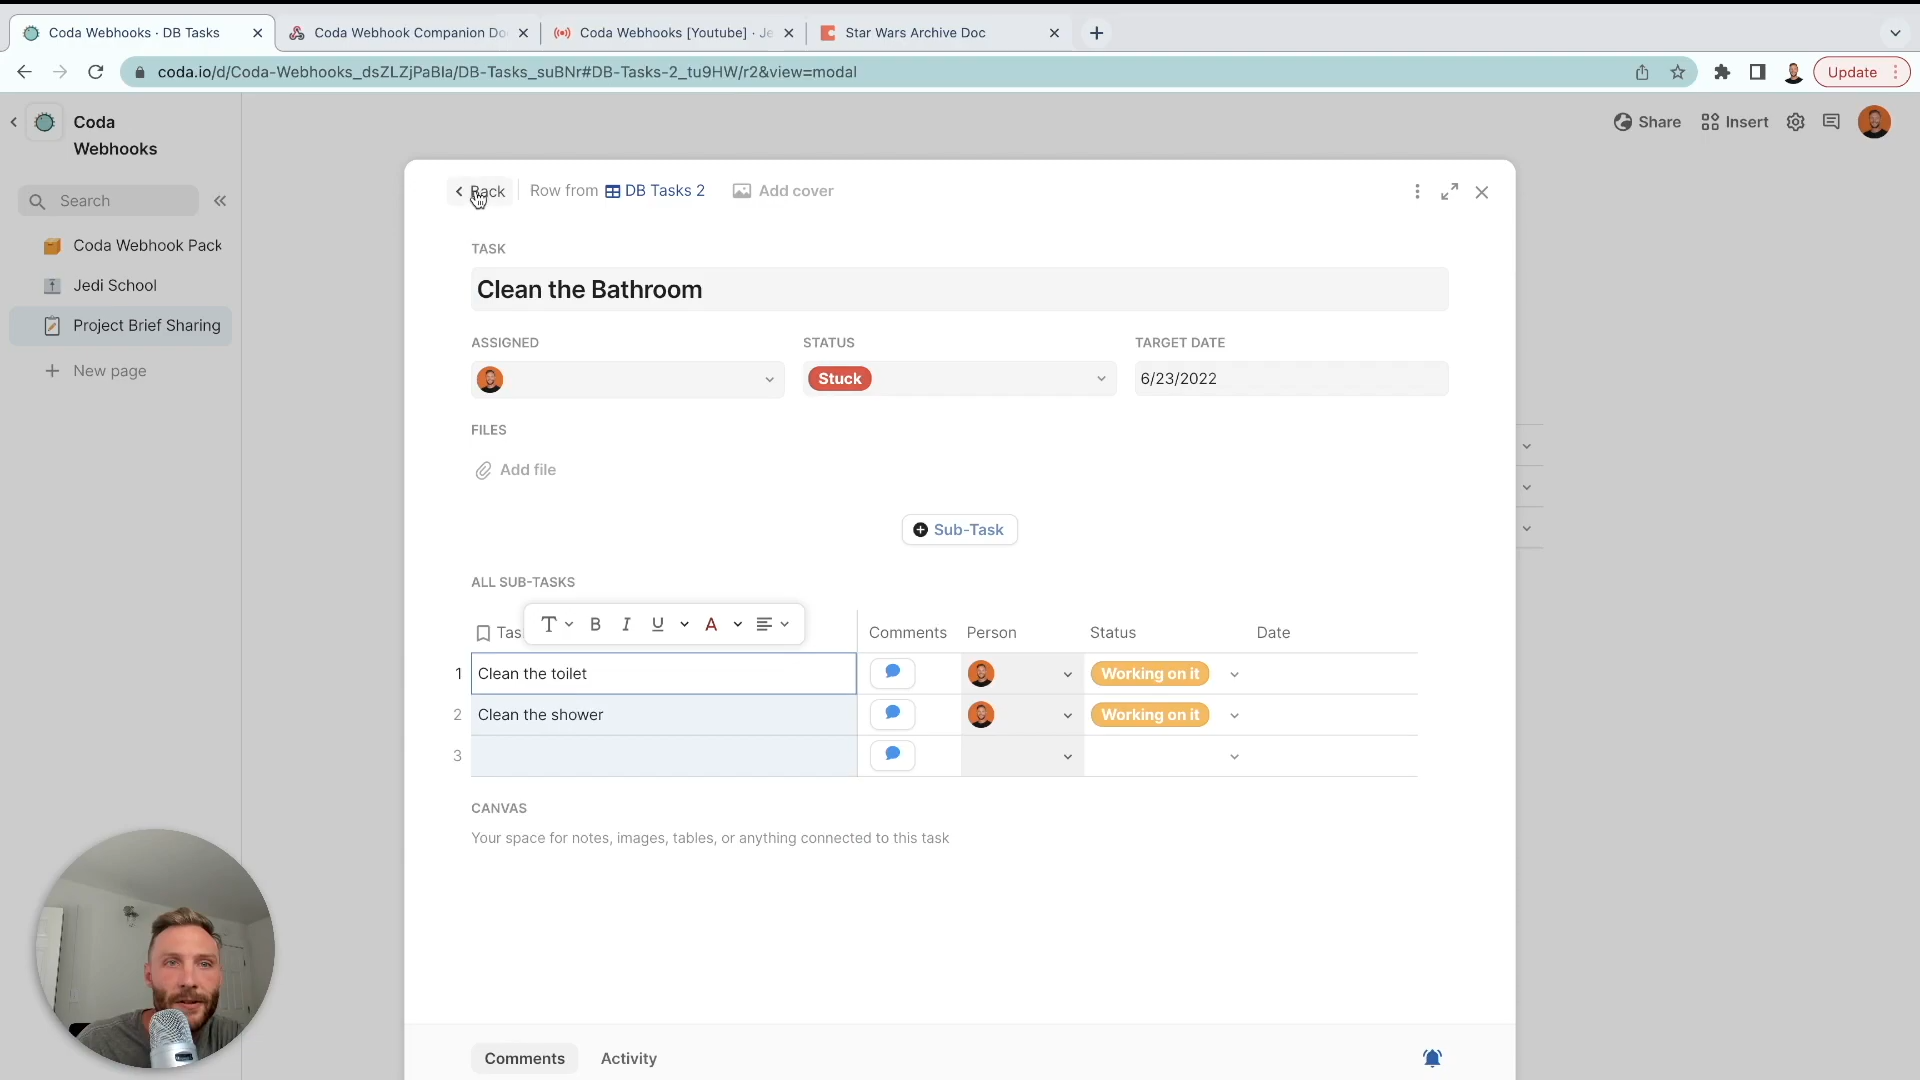 Coda Webhooks · DB Tasks
Coda Webhook Companion Do
Coda Webhooks [Youtube] · Je
Star Wars Archive Doc
coda.io/d/Coda-Webhooks_dsZLZjPaBla/DB-Tasks_suBNr#DB-Tasks-2_tu9HW/r2&view=modal
Update
Coda
Webhooks
Share
Insert
Search
Coda Webhook Pack
Jedi School
Project Brief Sharing
New page
Back
Row from DB Tasks 2
Add cover
TASK
Clean the Bathroom
ASSIGNED
STATUS
TARGET DATE
Stuck
6/23/2022
FILES
Add file
Sub-Task
ALL SUB-TASKS
Tas
T
B
I
U
A
Comments
Person
Status
Date
1
Clean the toilet
Working on it
2
Clean the shower
Working on it
3
CANVAS
Your space for notes, images, tables, or anything connected to this task
Comments
Activity